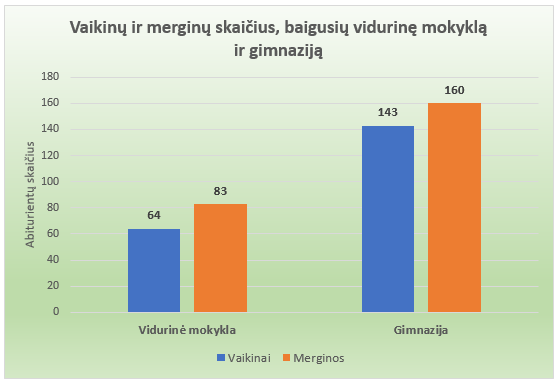 Vaikinų ir merginų skaičius, baigusių vidurinę mokyklą
ir gimnaziją
Abiturientų skaičius
180
160
140
120
100
80
60
40
20
0
64
83
143
160
Vidurinė mokykla
Gimnazija
Vaikinai
Merginos